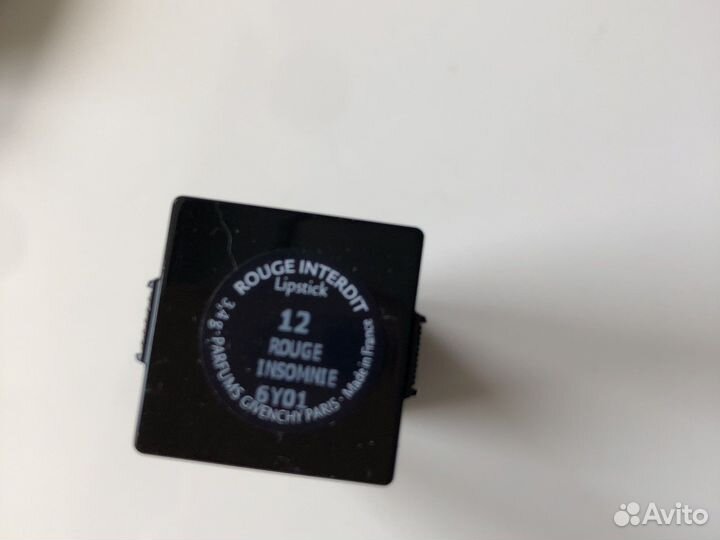 ROUGE INTERDIT
Lipstick
12
ROUGE
INSOMNIE
6Y01
3,4 g · PARFUMS GIVENCHY PARIS · Made in France
Avito